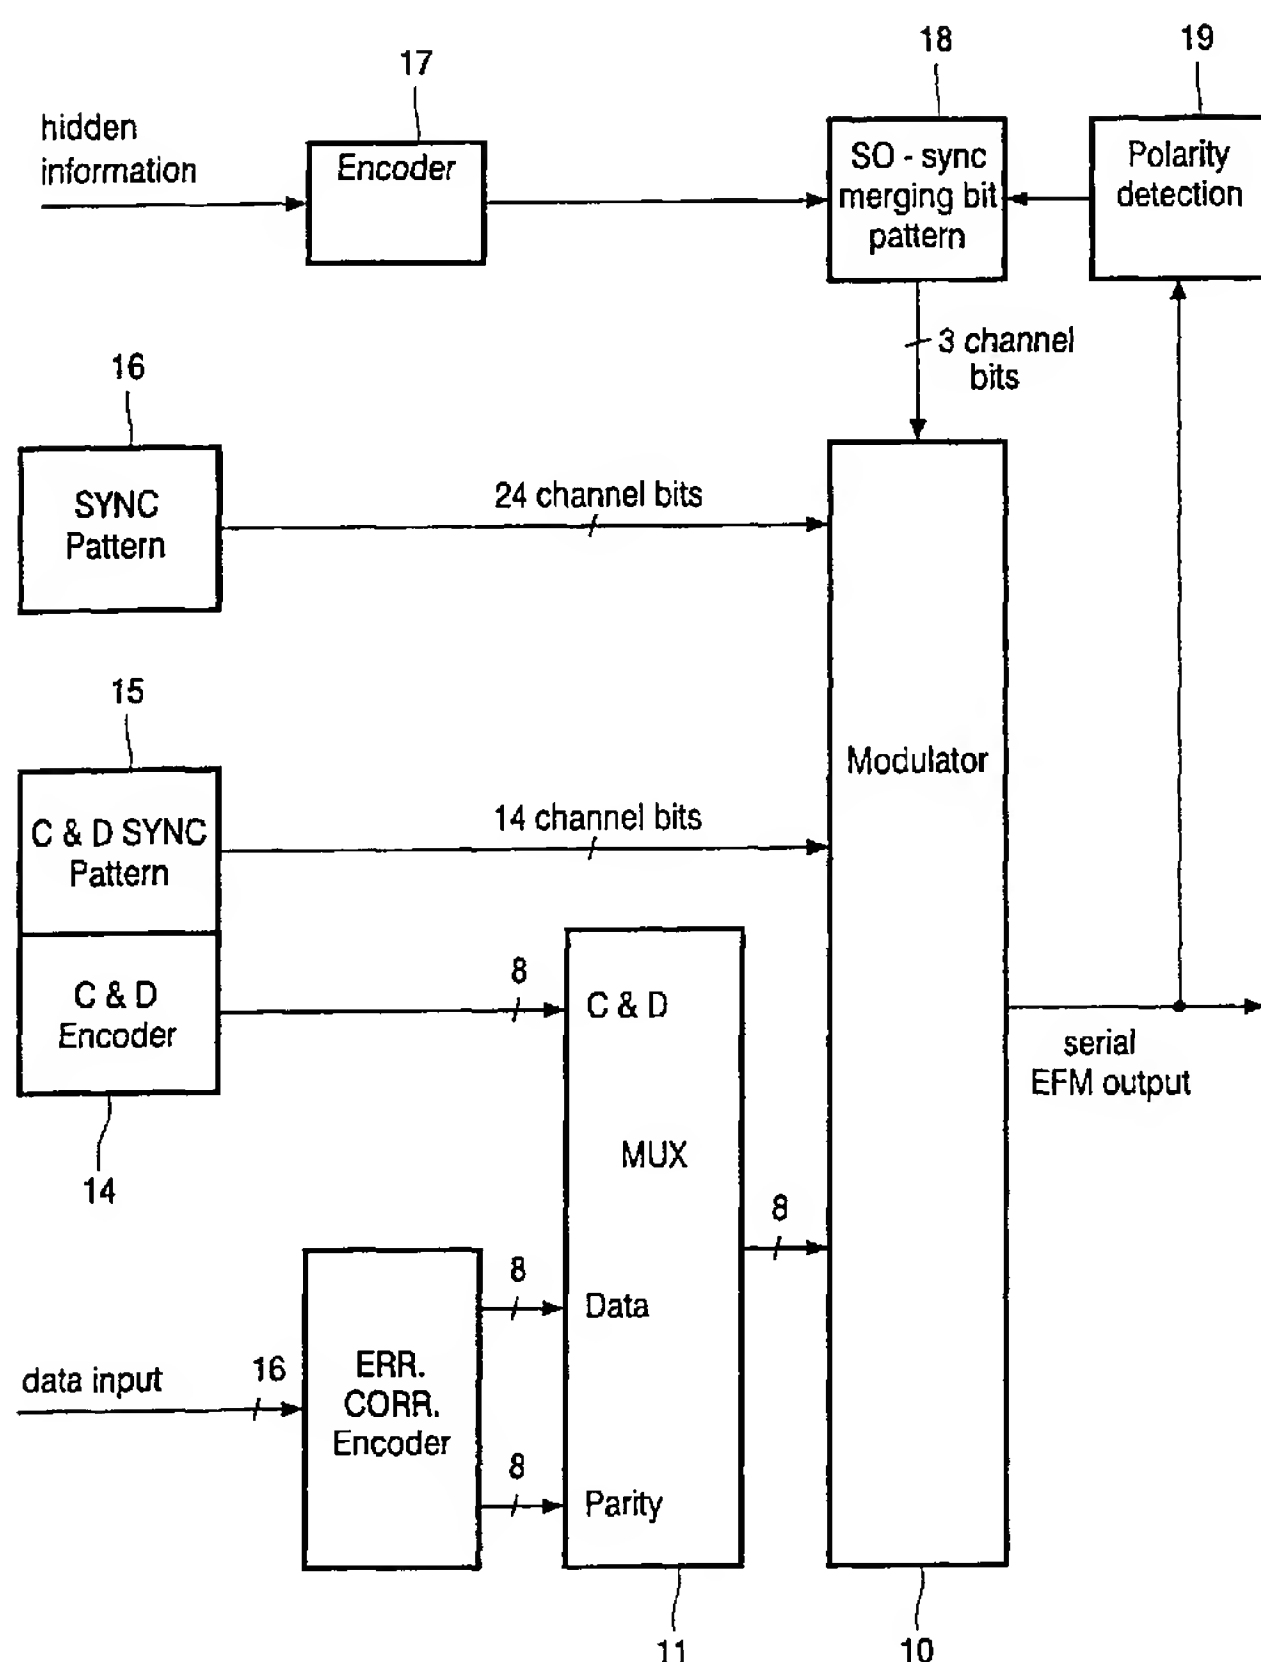 17
18
19
hidden
information
Encoder
SO - sync
merging bit
pattern
Polarity
detection
3 channel
bits
16
SYNC
Pattern
24 channel bits
15
C & D SYNC
Pattern
14 channel bits
Modulator
C & D
Encoder
8
C & D
14
MUX
serial
EFM output
8
8
Data
data input
16
ERR.
CORR.
Encoder
8
Parity
11
10